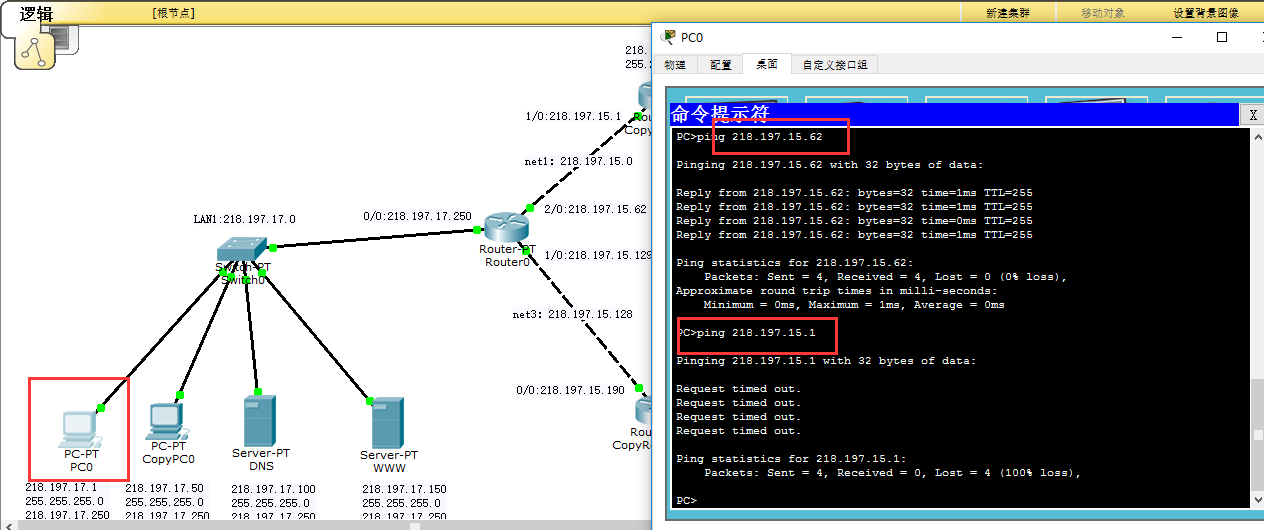 逻辑
[根节点]
新建集群
移动对象
设置背景图像
218.
255.2
1/0:218.197.15.1
Rou
Copy
net1: 218.197.15.0
LAN1:218.197.17.0
0/0:218.197.17.250
2/0:218.197.15.62
Router-PT
Router0
1/0:218.197.15.129
Switch-PT
Switch0
net3: 218.197.15.128
0/0:218.197.15.190
Rou
CopyR
PC-PT
PC0
218.197.17.1
255.255.255.0
218.197.17.250
PC-PT
CopyPC0
218.197.17.50
255.255.255.0
218.197.17.250
Server-PT
DNS
218.197.17.100
255.255.255.0
218.197.17.250
Server-PT
WWW
218.197.17.150
255.255.255.0
218.197.17.250
PC0
物理
配置
桌面
自定义接口组
命令提示符
X
PC>ping 218.197.15.62
Pinging 218.197.15.62 with 32 bytes of data:
Reply from 218.197.15.62: bytes=32 time=1ms TTL=255
Reply from 218.197.15.62: bytes=32 time=1ms TTL=255
Reply from 218.197.15.62: bytes=32 time=0ms TTL=255
Reply from 218.197.15.62: bytes=32 time=1ms TTL=255
Ping statistics for 218.197.15.62:
Packets: Sent = 4, Received = 4, Lost = 0 (0% loss),
Approximate round trip times in milli-seconds:
Minimum = 0ms, Maximum = 1ms, Average = 0ms
PC>ping 218.197.15.1
Pinging 218.197.15.1 with 32 bytes of data:
Request timed out.
Request timed out.
Request timed out.
Request timed out.
Ping statistics for 218.197.15.1:
Packets: Sent = 4, Received = 0, Lost = 4 (100% loss),
PC>